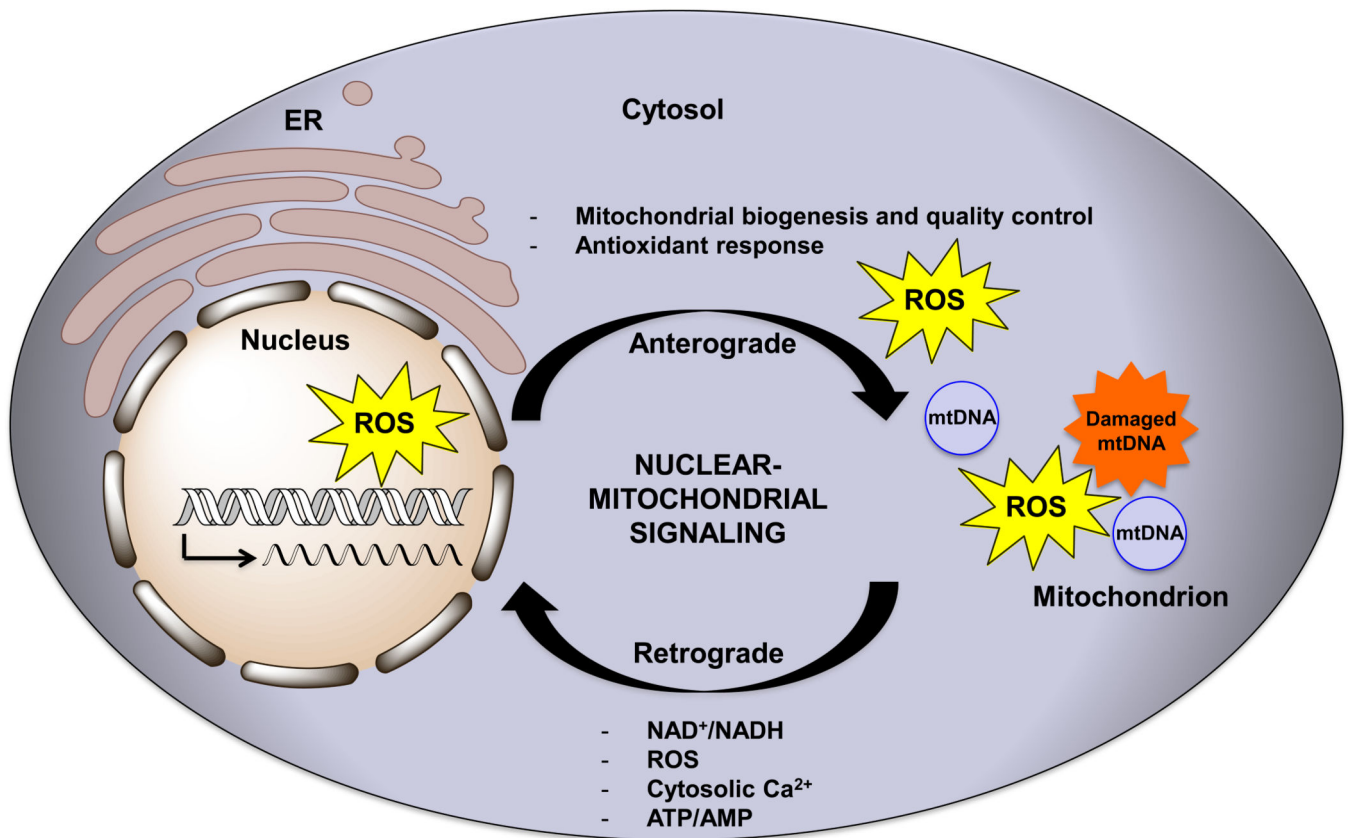 ER
Cytosol
- Mitochondrial biogenesis and quality control
- Antioxidant response
ROS
Nucleus
Anterograde
ROS
mtDNA
Damaged
mtDNA
NUCLEAR-
MITOCHONDRIAL
SIGNALING
ROS
mtDNA
Mitochondrion
Retrograde
- NAD⁺/NADH
- ROS
- Cytosolic Ca²⁺
- ATP/AMP